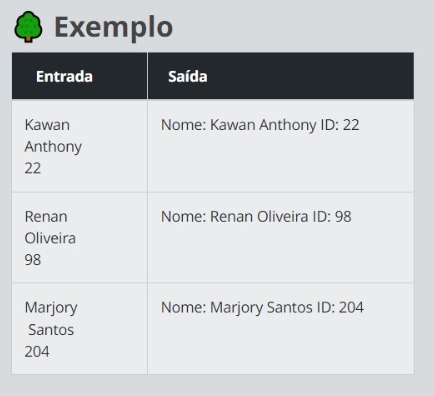 Exemplo
Entrada Saída
Kawan Nome: Kawan Anthony ID: 22
Anthony
22
Renan Nome: Renan Oliveira ID: 98
Oliveira
98
Marjory Nome: Marjory Santos ID: 204
Santos
204